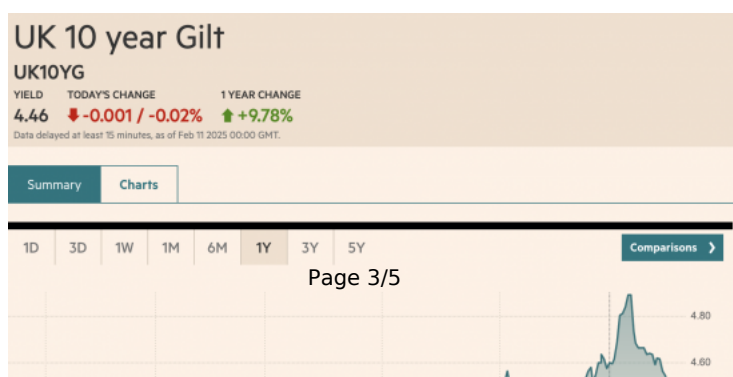 UK 10 year Gilt
UK10YG
YIELD TODAY'S CHANGE 1 YEAR CHANGE
4.46 -0.001 / -0.02% +9.78%
Data delayed at least 15 minutes, as of Feb 11 2025 00:00 GMT.
Summary Charts
1D 3D 1W 1M 6M 1Y 3Y 5Y Comparisons
Page 3/5
4.80
4.60